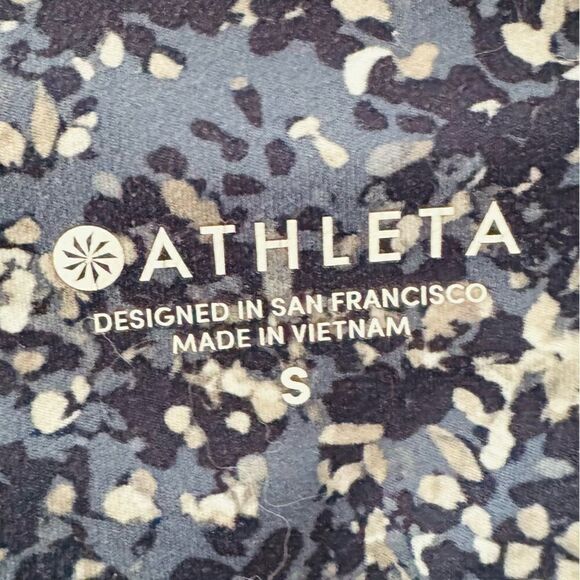 ATHLETA
DESIGNED IN SAN FRANCISCO
MADE IN VIETNAM
S